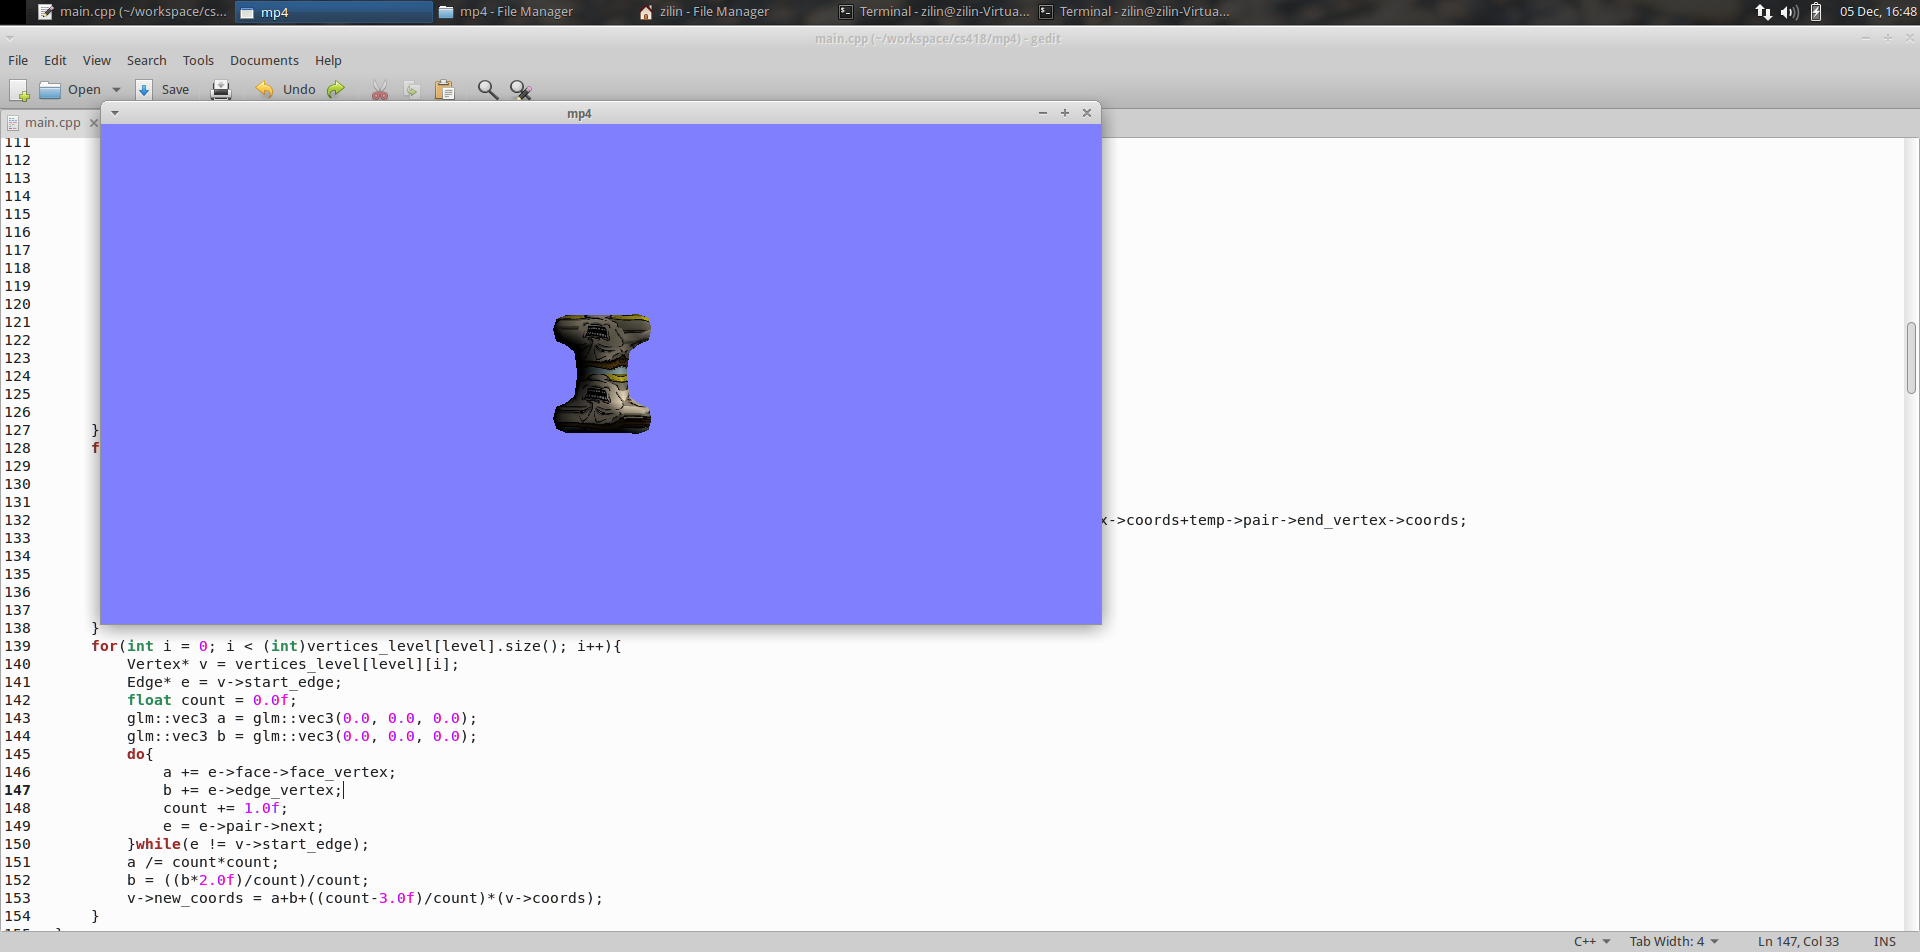 main.cpp (~/workspace/cs... mp4 mp4 - File Manager zilin - File Manager Terminal - zilin@zilin-Virtua... Terminal - zilin@zilin-Virtua... 05 Dec, 16:48
main.cpp (~/workspace/cs418/mp4) - gedit
File Edit View Search Tools Documents Help
Open Save Undo
mp4
main.cpp
111
112
113
114
115
116
117
118
119
120
121
122
123
124
125
126
127 }
128 f
129
130
131
132 x->coords+temp->pair->end_vertex->coords;
133
134
135
136
137
138 }
139 for(int i = 0; i < (int)vertices_level[level].size(); i++){
140 Vertex* v = vertices_level[level][i];
141 Edge* e = v->start_edge;
142 float count = 0.0f;
143 glm::vec3 a = glm::vec3(0.0, 0.0, 0.0);
144 glm::vec3 b = glm::vec3(0.0, 0.0, 0.0);
145 do{
146 a += e->face->face_vertex;
147 b += e->edge_vertex;
148 count += 1.0f;
149 e = e->pair->next;
150 }while(e != v->start_edge);
151 a /= count*count;
152 b = ((b*2.0f)/count)/count;
153 v->new_coords = a+b+((count-3.0f)/count)*(v->coords);
154 }
C++ Tab Width: 4 Ln 147, Col 33 INS